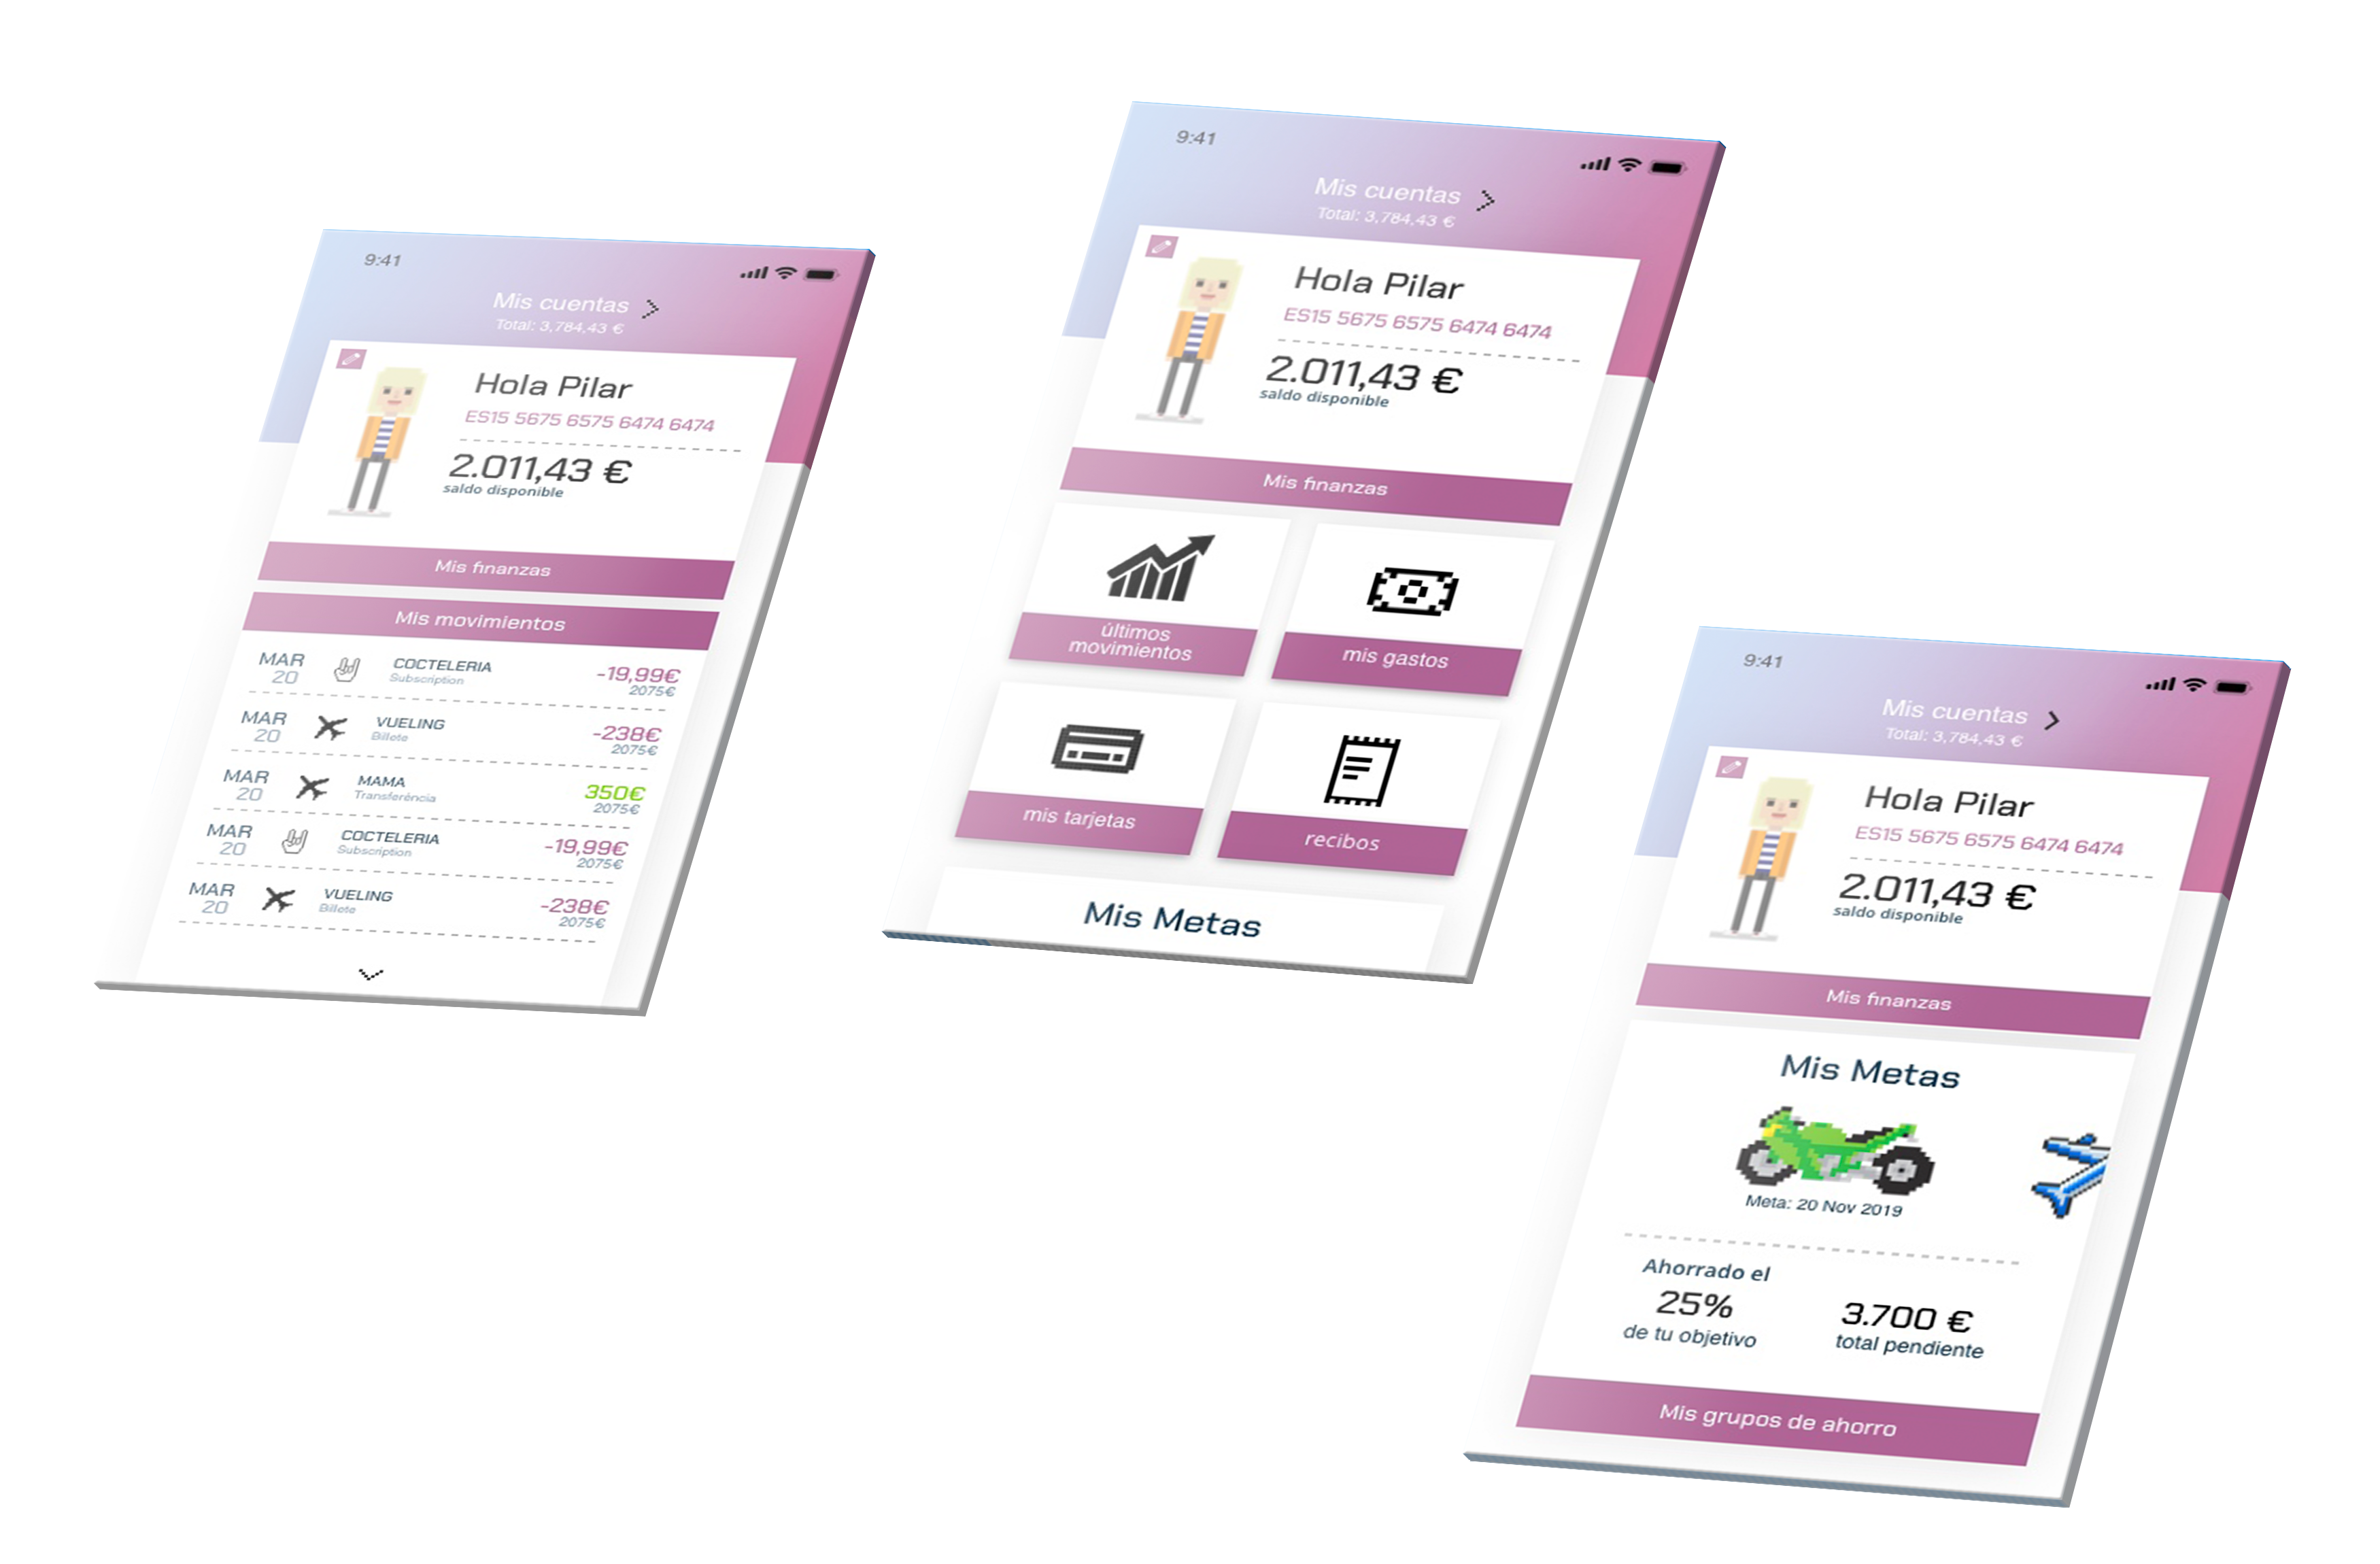 9:41
Mis cuentas
Total: 3,784,43 €
Hola Pilar
ES15 5675 6575 6474 6474
2.011,43 €
saldo disponible
Mis finanzas
Mis movimientos
MAR 20 COCTELERIA Subscription -19,99€ 2075€
MAR 20 VUELING Billete -238€ 2075€
MAR 20 MAMA Transferència 350€ 2075€
MAR 20 COCTELERIA Subscription -19,99€ 2075€
MAR 20 VUELING Billete -238€ 2075€
9:41
Mis cuentas
Total: 3,784,43 €
Hola Pilar
ES15 5675 6575 6474 6474
2.011,43 €
saldo disponible
Mis finanzas
últimos
movimientos
mis gastos
mis tarjetas
recibos
Mis Metas
9:41
Mis cuentas
Total: 3,784,43 €
Hola Pilar
ES15 5675 6575 6474 6474
2.011,43 €
saldo disponible
Mis finanzas
Mis Metas
Meta: 20 Nov 2019
Ahorrado el
25%
de tu objetivo
3.700 €
total pendiente
Mis grupos de ahorro